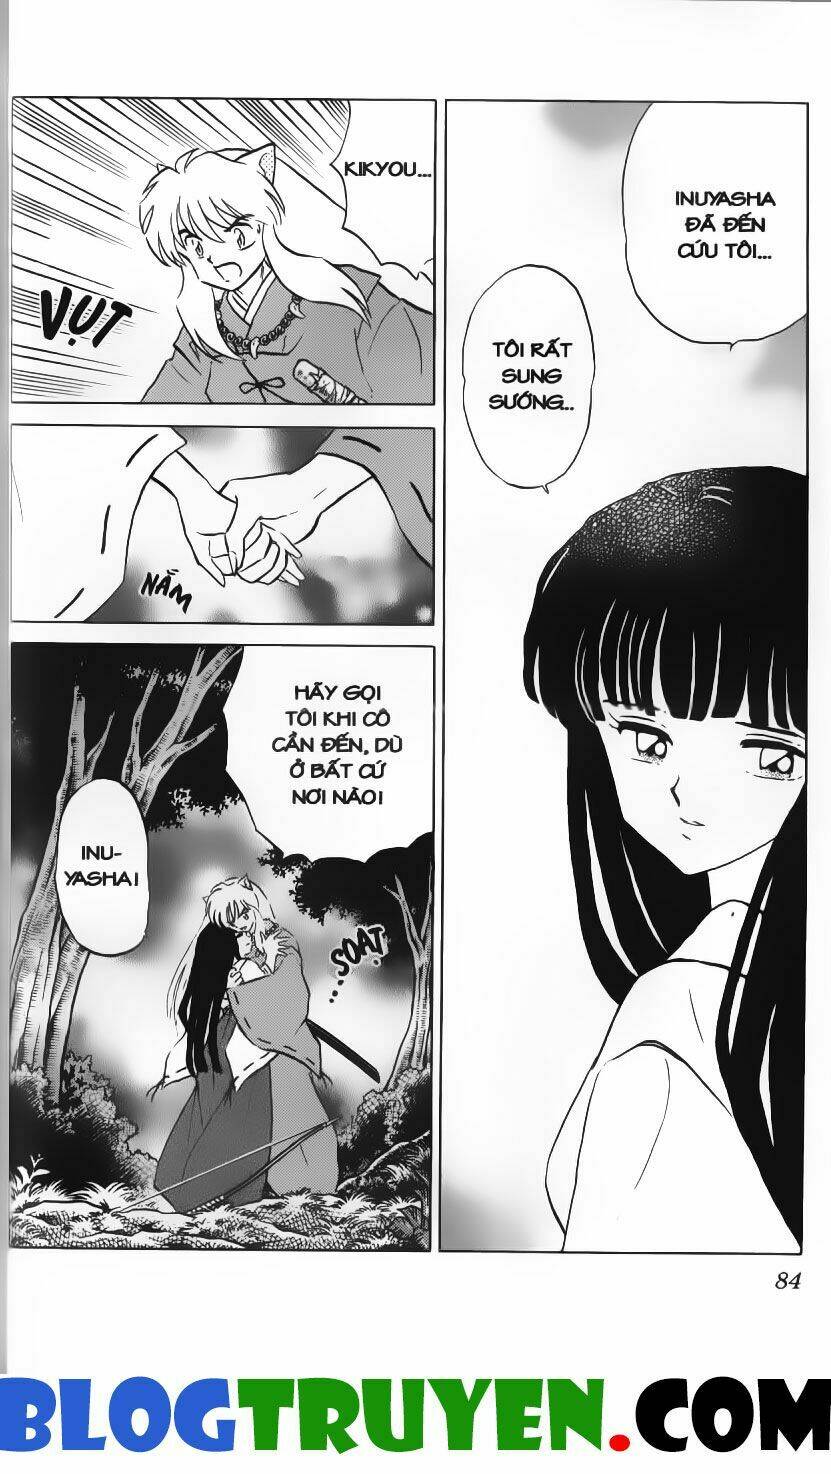 INUYASHA
ĐÃ ĐẾN
CỨU TÔI...
TÔI RẤT
SUNG
SƯỚNG...
KIKYOU...
VỤT
NẮM
HÃY GỌI
TÔI KHI CÔ
CẦN ĐẾN, DÙ
Ở BẤT CỨ
NƠI NÀO!
INU-
YASHA!
...SOẠT
84
BLOGTRUYEN.COM